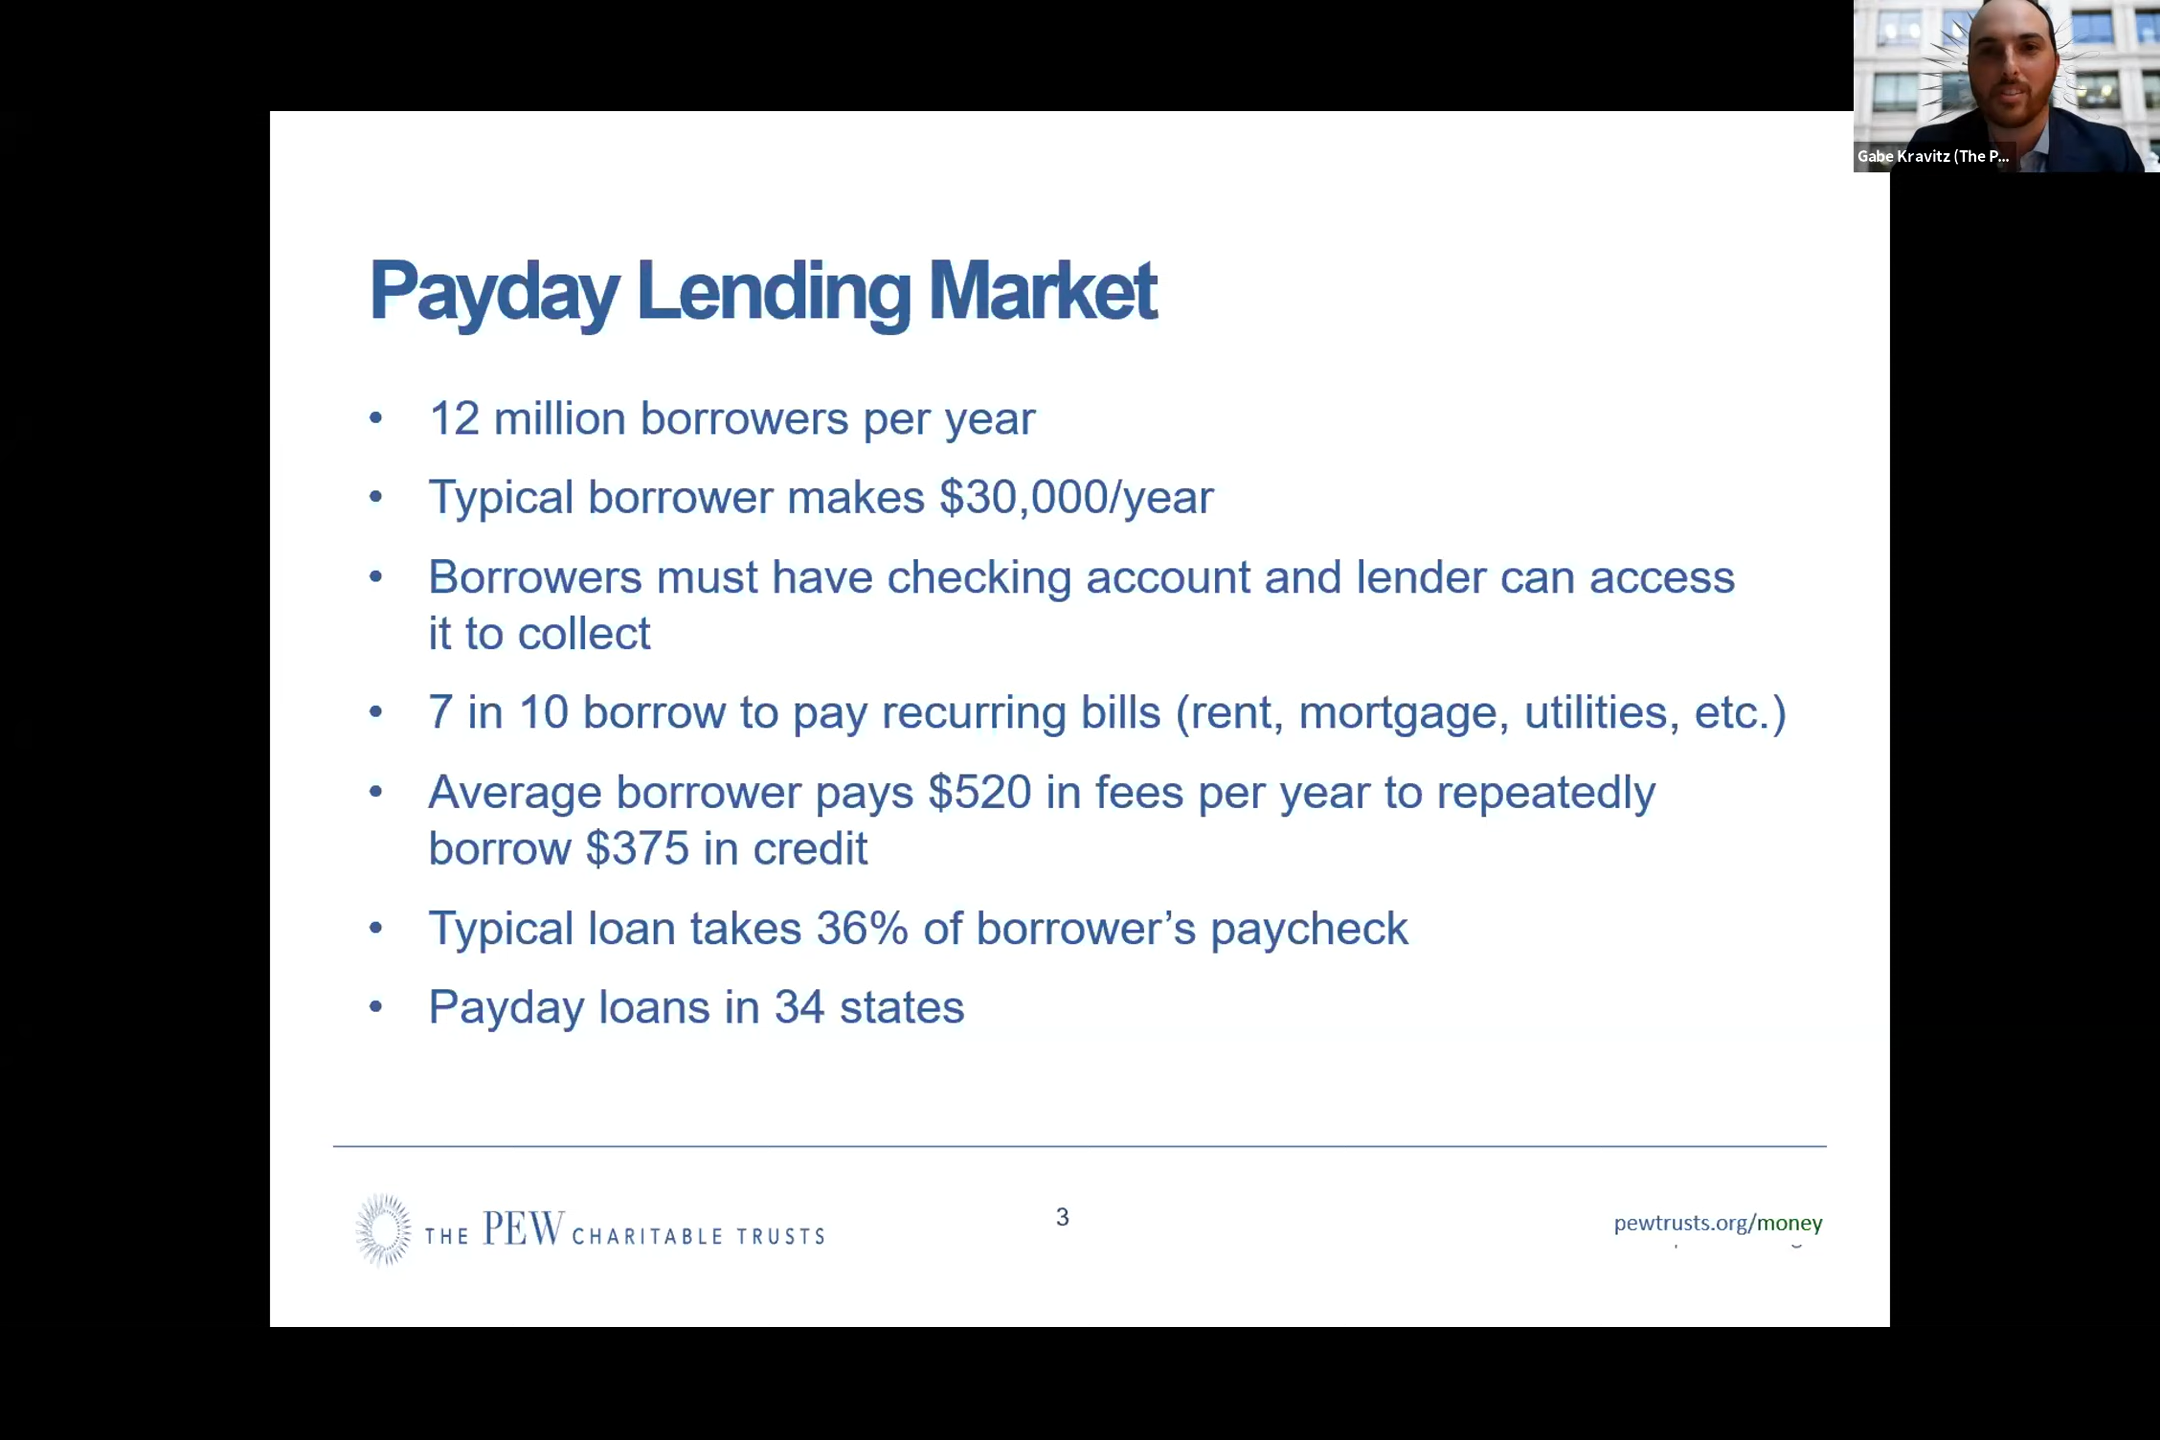 Gabe Kravitz (The P...
Payday Lending Market
• 12 million borrowers per year
• Typical borrower makes $30,000/year
• Borrowers must have checking account and lender can access
it to collect
• 7 in 10 borrow to pay recurring bills (rent, mortgage, utilities, etc.)
• Average borrower pays $520 in fees per year to repeatedly
borrow $375 in credit
• Typical loan takes 36% of borrower’s paycheck
• Payday loans in 34 states
THE PEW CHARITABLE TRUSTS
3
pewtrusts.org/money